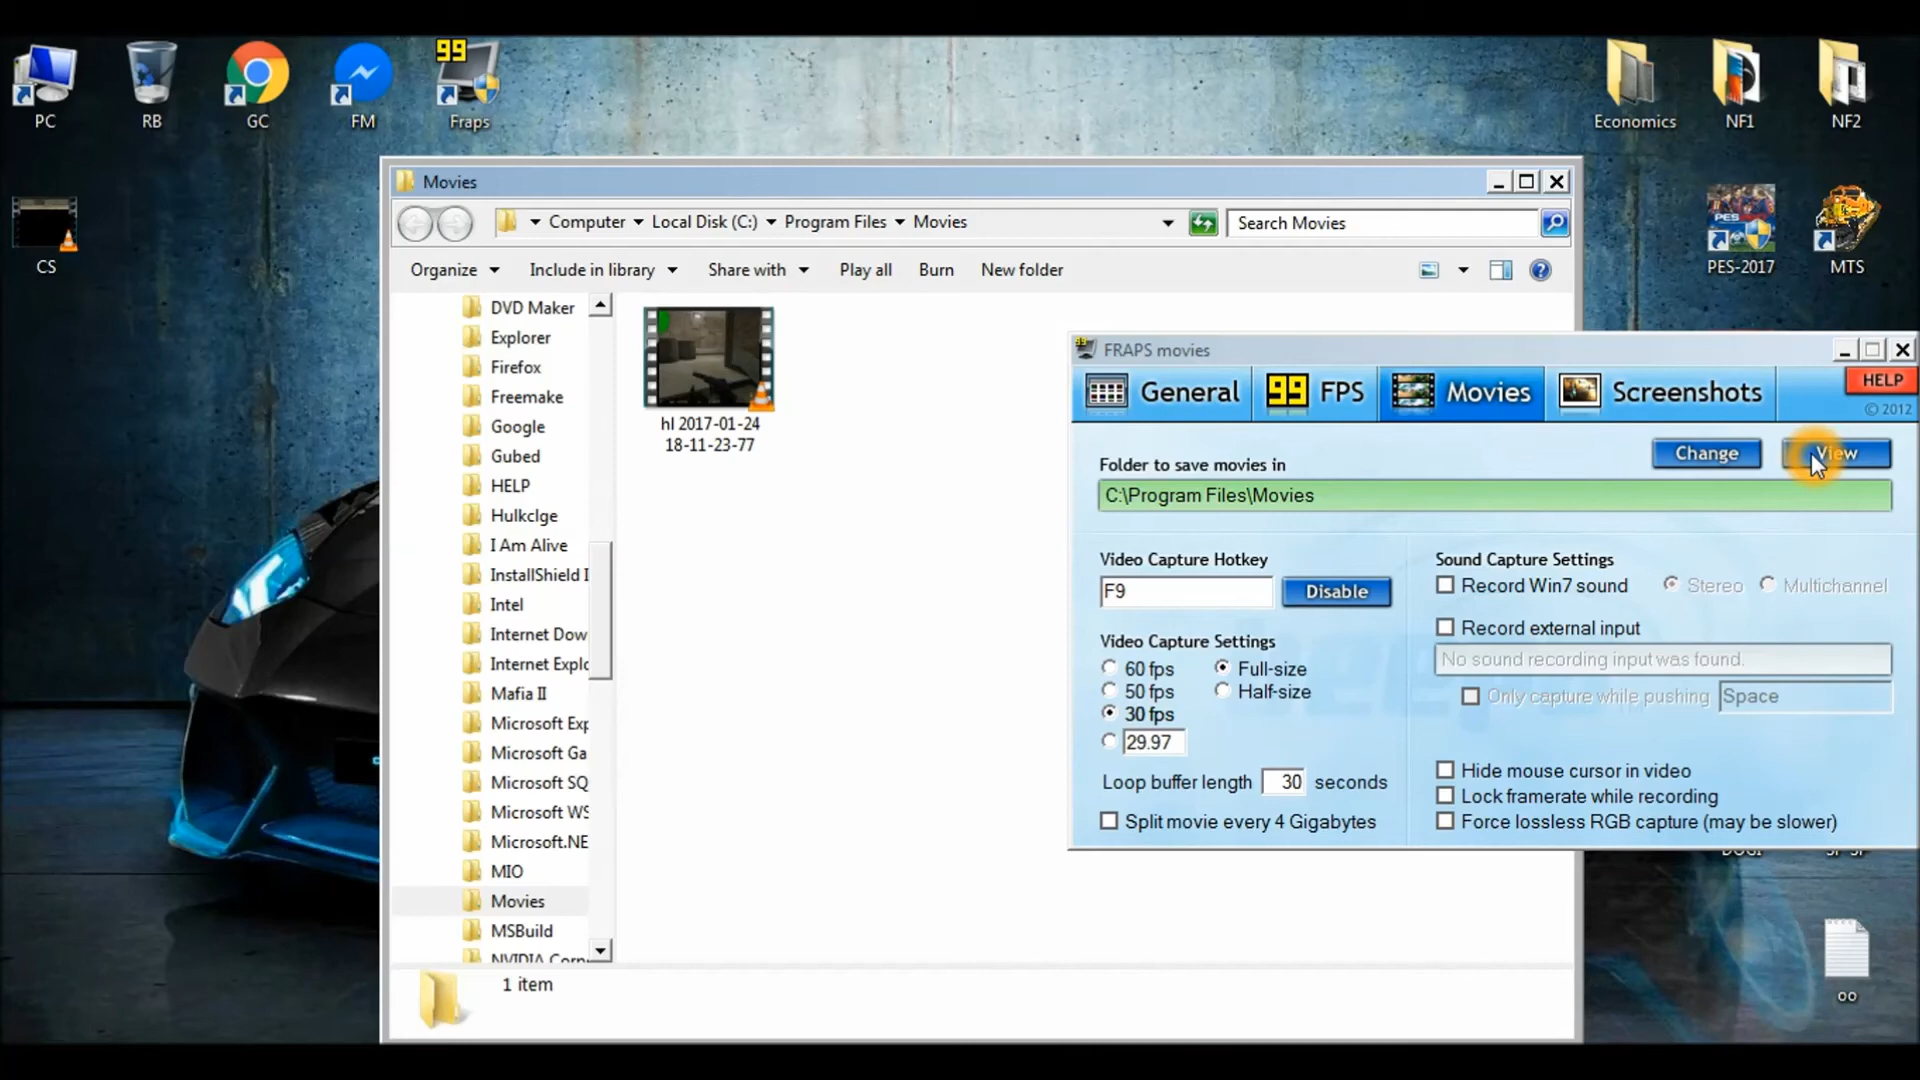 PC
RB
GC
FM
99
Fraps
Economics
NF1
NF2
CS
PES
PES-2017
MTS
Movies
Computer
Local Disk (C:)
Program Files
Movies
Search Movies
Organize
Include in library
Share with
Play all
Burn
New folder
DVD Maker
Explorer
Firefox
Freemake
Google
Gubed
HELP
Hulkclge
I Am Alive
InstallShield I
Intel
Internet Dow
Internet Explo
Mafia II
Microsoft Exp
Microsoft Ga
Microsoft SQ
Microsoft WS
Microsoft.NE
MIO
Movies
MSBuild
NVIDIA Corp
hl 2017-01-24
18-11-23-77
1 item
FRAPS movies
General
99 FPS
Movies
Screenshots
HELP
© 2012
Change
View
Folder to save movies in
C:\Program Files\Movies
Video Capture Hotkey
F9
Disable
Video Capture Settings
60 fps
Full-size
50 fps
Half-size
30 fps
29.97
Loop buffer length 30 seconds
Split movie every 4 Gigabytes
Sound Capture Settings
Record Win7 sound
Stereo
Multichannel
Record external input
No sound recording input was found.
Only capture while pushing
Space
Hide mouse cursor in video
Lock framerate while recording
Force lossless RGB capture (may be slower)
oo